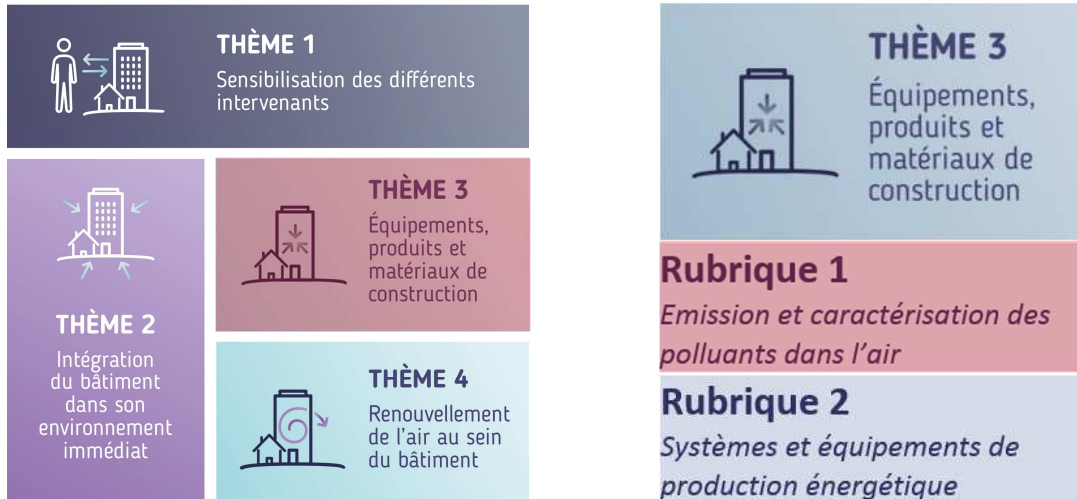 THÈME 1
Sensibilisation des différents
intervenants
THÈME 2
Intégration
du bâtiment
dans son
environnement
immédiat
THÈME 3
Équipements,
produits et
matériaux de
construction
THÈME 4
Renouvellement
de l'air au sein
du bâtiment
THÈME 3
Équipements,
produits et
matériaux de
construction
Rubrique 1
Emission et caractérisation des
polluants dans l'air
Rubrique 2
Systèmes et équipements de
production énergétique